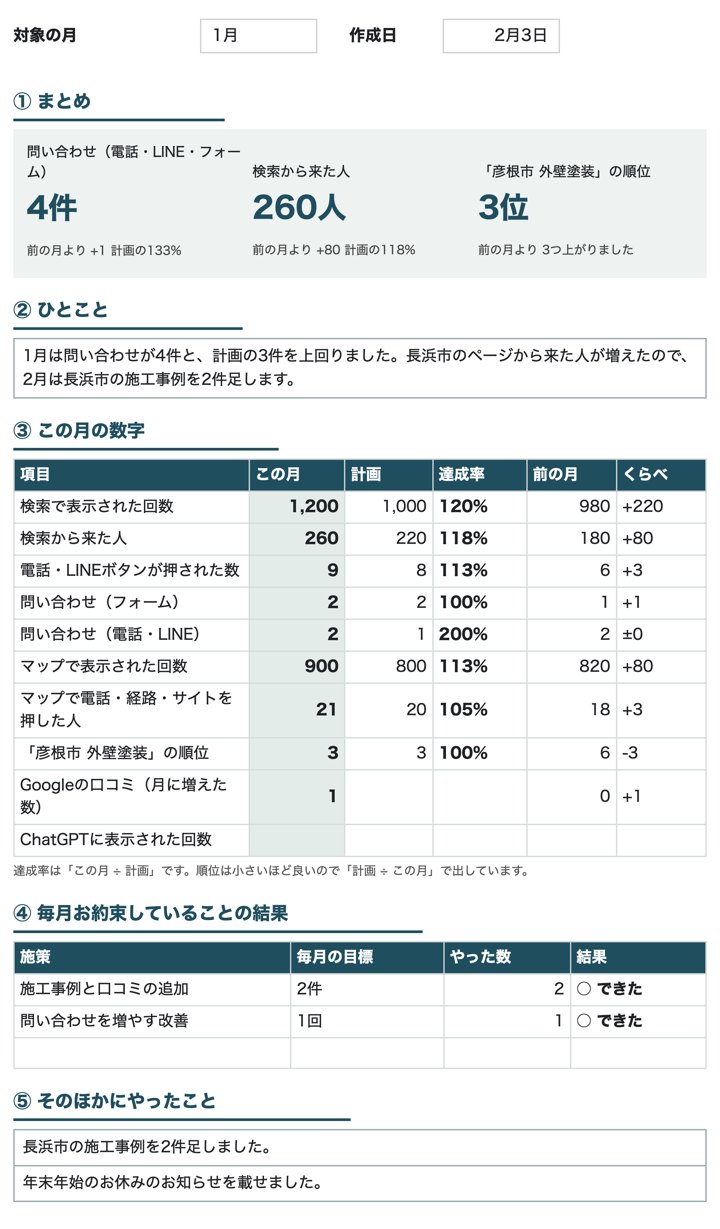 対象の月 1月 作成日 2月3日
① まとめ
問い合わせ（電話・LINE・フォー
ム）
4件
前の月より +1 計画の133%
検索から来た人
260人
前の月より +80 計画の118%
「彦根市 外壁塗装」の順位
3位
前の月より 3つ上がりました
② ひとこと
1月は問い合わせが4件と、計画の3件を上回りました。長浜市のページから来た人が増えたので、
2月は長浜市の施工事例を2件足します。
③ この月の数字
項目 この月 計画 達成率 前の月 くらべ
検索で表示された回数 1,200 1,000 120% 980 +220
検索から来た人 260 220 118% 180 +80
電話・LINEボタンが押された数 9 8 113% 6 +3
問い合わせ（フォーム） 2 2 100% 1 +1
問い合わせ（電話・LINE） 2 1 200% 2 ±0
マップで表示された回数 900 800 113% 820 +80
マップで電話・経路・サイトを
押した人 21 20 105% 18 +3
「彦根市 外壁塗装」の順位 3 3 100% 6 -3
Googleの口コミ（月に増えた
数） 1 0 +1
ChatGPTに表示された回数
達成率は「この月 ÷ 計画」です。順位は小さいほど良いので「計画 ÷ この月」で出しています。
④ 毎月お約束していることの結果
施策 毎月の目標 やった数 結果
施工事例と口コミの追加 2件 2 〇 できた
問い合わせを増やす改善 1回 1 〇 できた
⑤ そのほかにやったこと
長浜市の施工事例を2件足しました。
年末年始のお休みのお知らせを載せました。